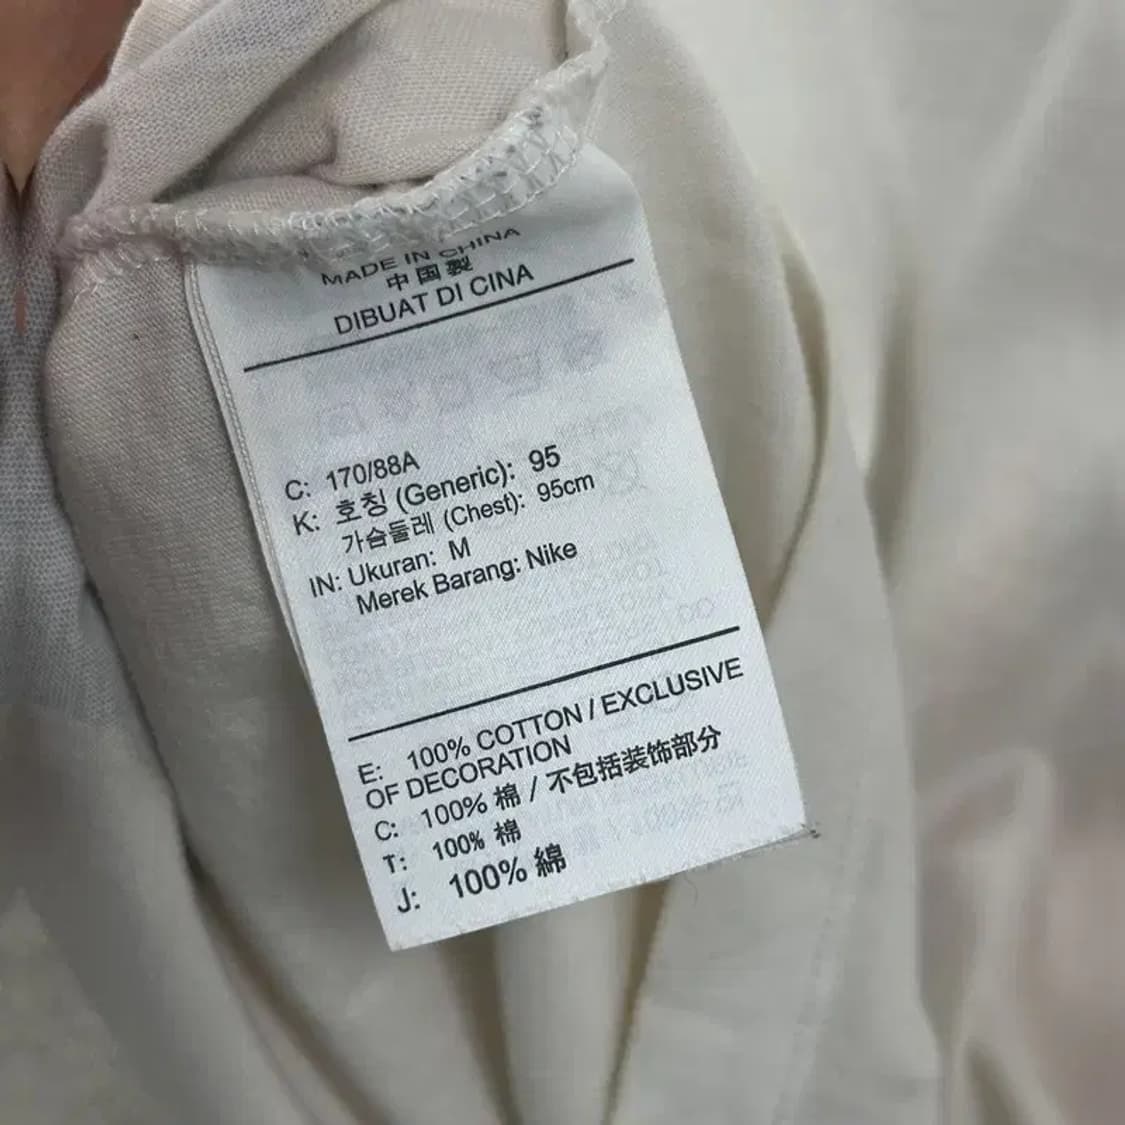 MADE IN CHINA
中国製
DIBUAT DI CINA
C: 170/88A
K: 호칭 (Generic): 95
가슴둘레 (Chest): 95cm
IN: Ukuran: M
Merek Barang: Nike
E: 100% COTTON / EXCLUSIVE
OF DECORATION
C: 100% 棉 / 不包括装饰部分
T: 100% 棉
J: 100% 綿